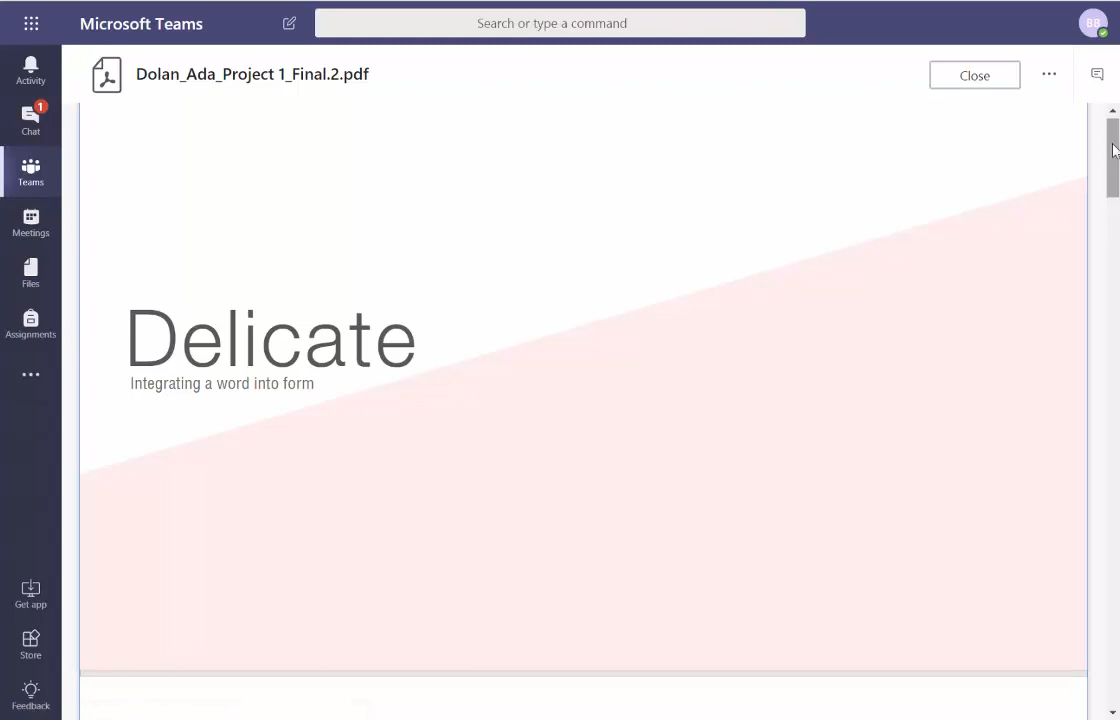 Microsoft Teams
Search or type a command
BB
Activity
Dolan_Ada_Project 1_Final.2.pdf
Close
1
Chat
Teams
Meetings
Files
Assignments
Delicate
Integrating a word into form
Get app
Store
Feedback